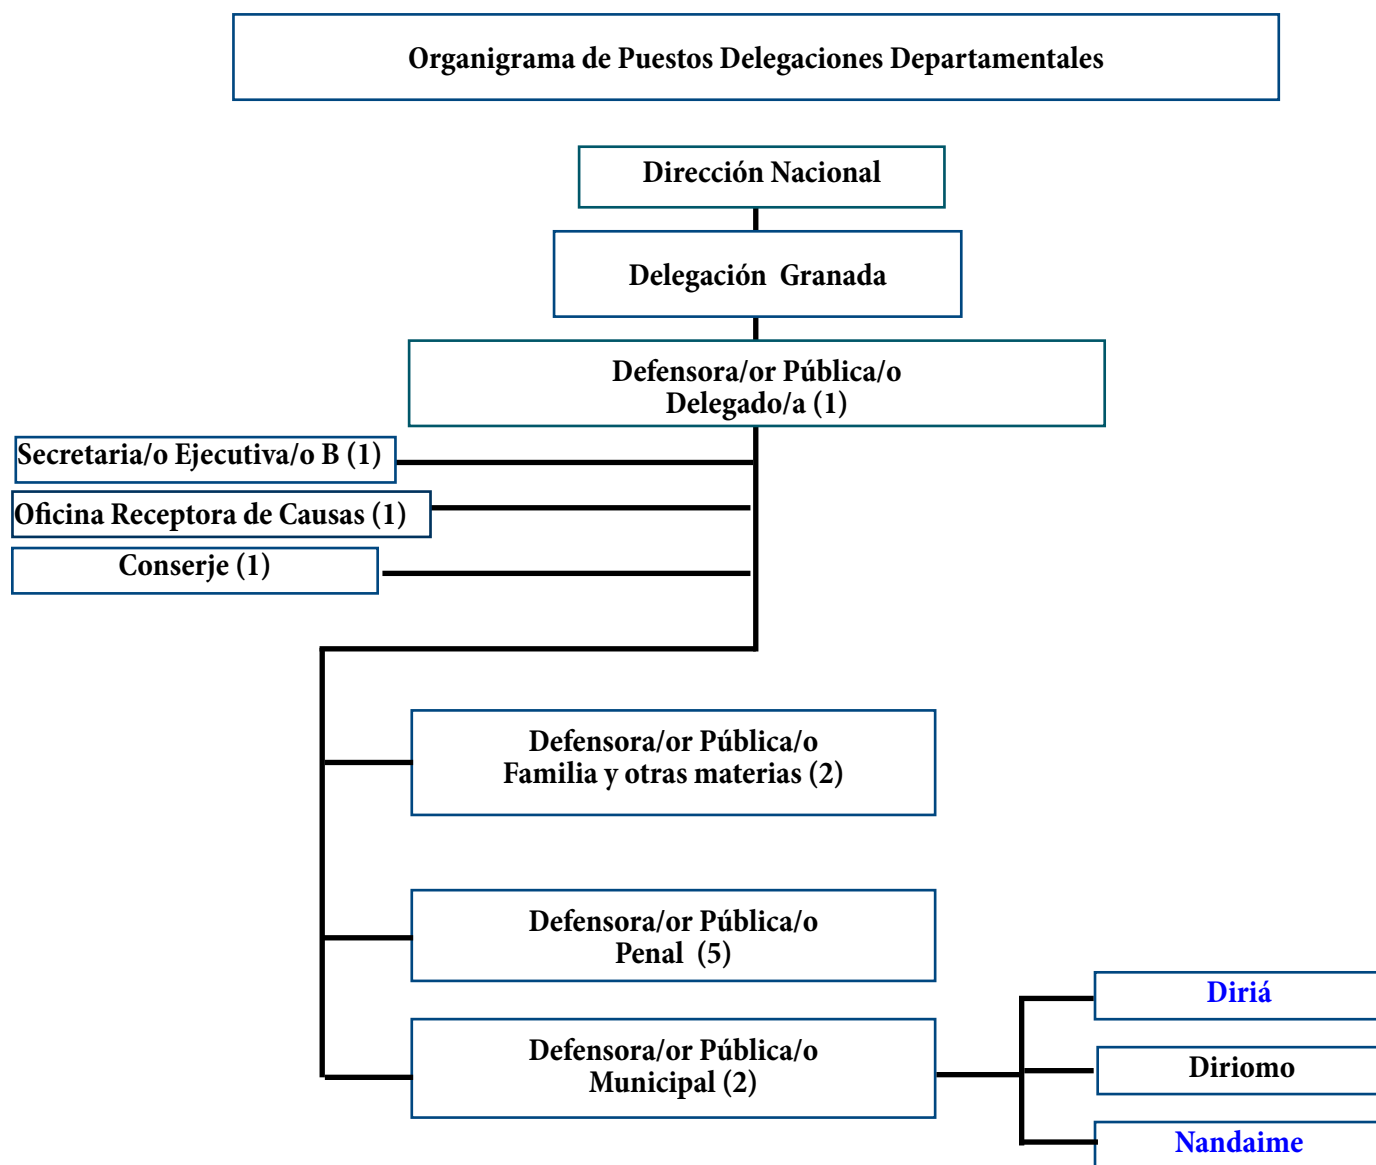 Organigrama de Puestos Delegaciones Departamentales
Dirección Nacional
Delegación Granada
Defensora/or Pública/o
Delegado/a (1)
Secretaria/o Ejecutiva/o B (1)
Oficina Receptora de Causas (1)
Conserje (1)
Defensora/or Pública/o
Familia y otras materias (2)
Defensora/or Pública/o
Penal (5)
Defensora/or Pública/o
Municipal (2)
Diriá
Diriomo
Nandaime